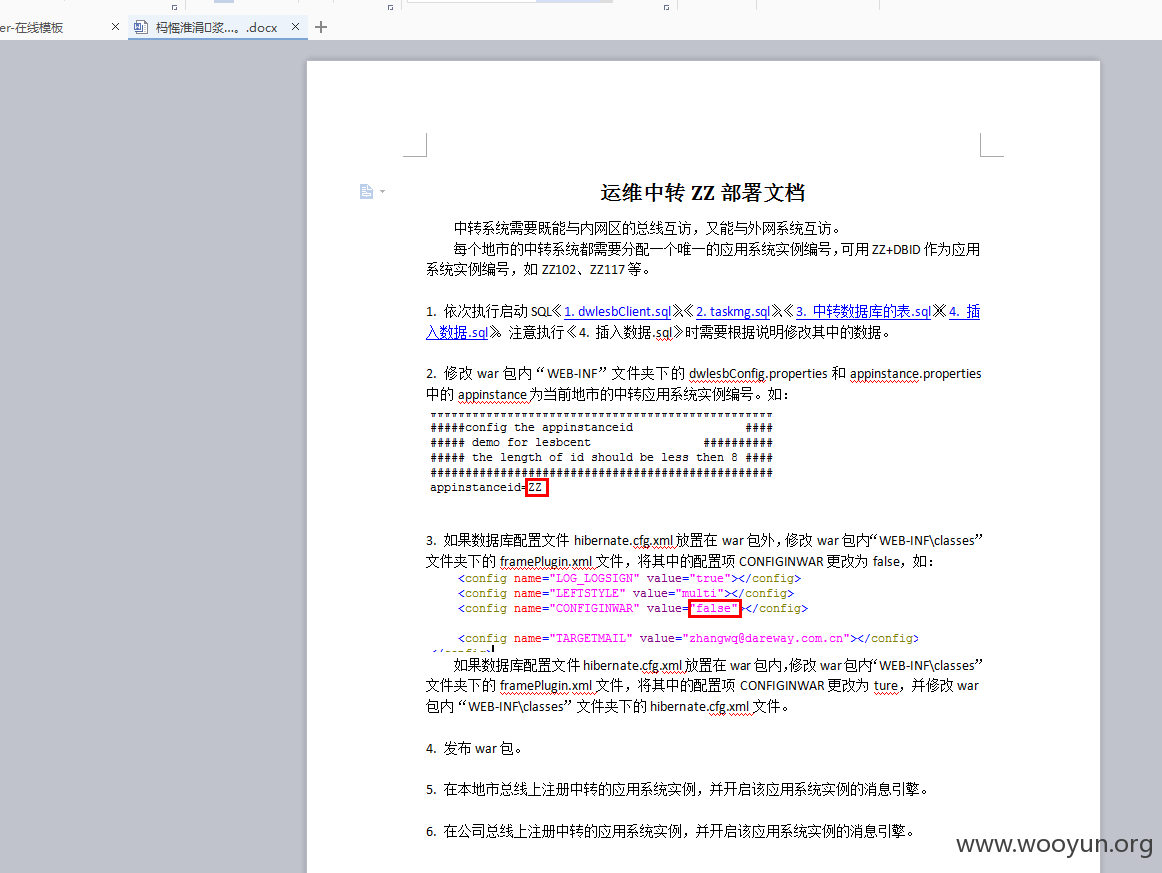 er-在线模板
杩愮淮涓浆...。.docx
运维中转 ZZ 部署文档
中转系统需要既能与内网区的总线互访，又能与外网系统互访。
每个地市的中转系统都需要分配一个唯一的应用系统实例编号，可用 ZZ+DBID 作为应用
系统实例编号，如 ZZ102、ZZ117 等。
1. 依次执行启动 SQL《1. dwlesbClient.sql》、《2. taskmg.sql》、《3. 中转数据库的表.sql》、《4. 插
入数据.sql》。注意执行《4. 插入数据.sql》时需要根据说明修改其中的数据。
2. 修改 war 包内“WEB-INF”文件夹下的 dwlesbConfig.properties 和 appinstance.properties
中的 appinstance 为当前地市的中转应用系统实例编号。如：
#####config the appinstanceid ####
##### demo for lesbcent ##########
##### the length of id should be less then 8 ####
#################################################
appinstanceid=ZZ
3. 如果数据库配置文件 hibernate.cfg.xml 放置在 war 包外，修改 war 包内“WEB-INF\classes”
文件夹下的 framePlugin.xml 文件，将其中的配置项 CONFIGINWAR 更改为 false，如：
<config name="LOG_LOGSIGN" value="true"></config>
<config name="LEFTSTYLE" value="multi"></config>
<config name="CONFIGINWAR" value="false"></config>
<config name="TARGETMAIL" value="zhangwq@dareway.com.cn"></config>
</config>
如果数据库配置文件 hibernate.cfg.xml 放置在 war 包内，修改 war 包内“WEB-INF\classes”
文件夹下的 framePlugin.xml 文件，将其中的配置项 CONFIGINWAR 更改为 ture，并修改 war
包内“WEB-INF\classes”文件夹下的 hibernate.cfg.xml 文件。
4. 发布 war 包。
5. 在本地市总线上注册中转的应用系统实例，并开启该应用系统实例的消息引擎。
6. 在公司总线上注册中转的应用系统实例，并开启该应用系统实例的消息引擎。
www.wooyun.org